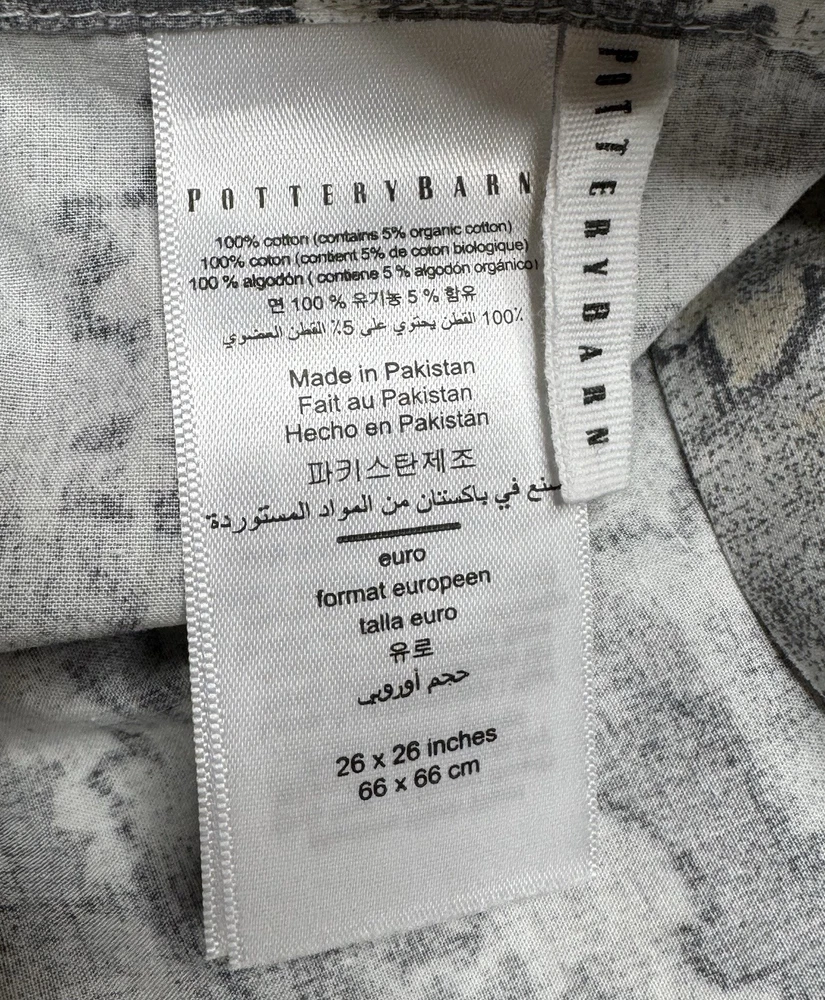 POTTERYBARN
100% cotton (contains 5% organic cotton)
100% coton (contient 5% de coton biologique)
100 % algodón ( contiene 5 % algodón orgánico)
면 100 % 유기농 5 % 함유
100٪ القطن يحتوي على 5٪ القطن العضوي
Made in Pakistan
Fait au Pakistan
Hecho en Pakistán
파키스탄제조
صنع في باكستان من المواد المستوردة
euro
format europeen
talla euro
유로
حجم أوروبى
26 x 26 inches
66 x 66 cm
POTTERYBARN